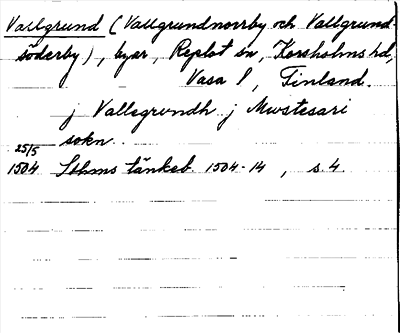 Vallgrund (Vallgrundnorrby och Vallgrund-
söderby), byar, Replot sn, Korsholms hd,
Vasa l, Finland.
j Vallegrundh j Mwstesari
sokn.
25/5
1504 Sthms tänkeb. 1504-14, s. 4.